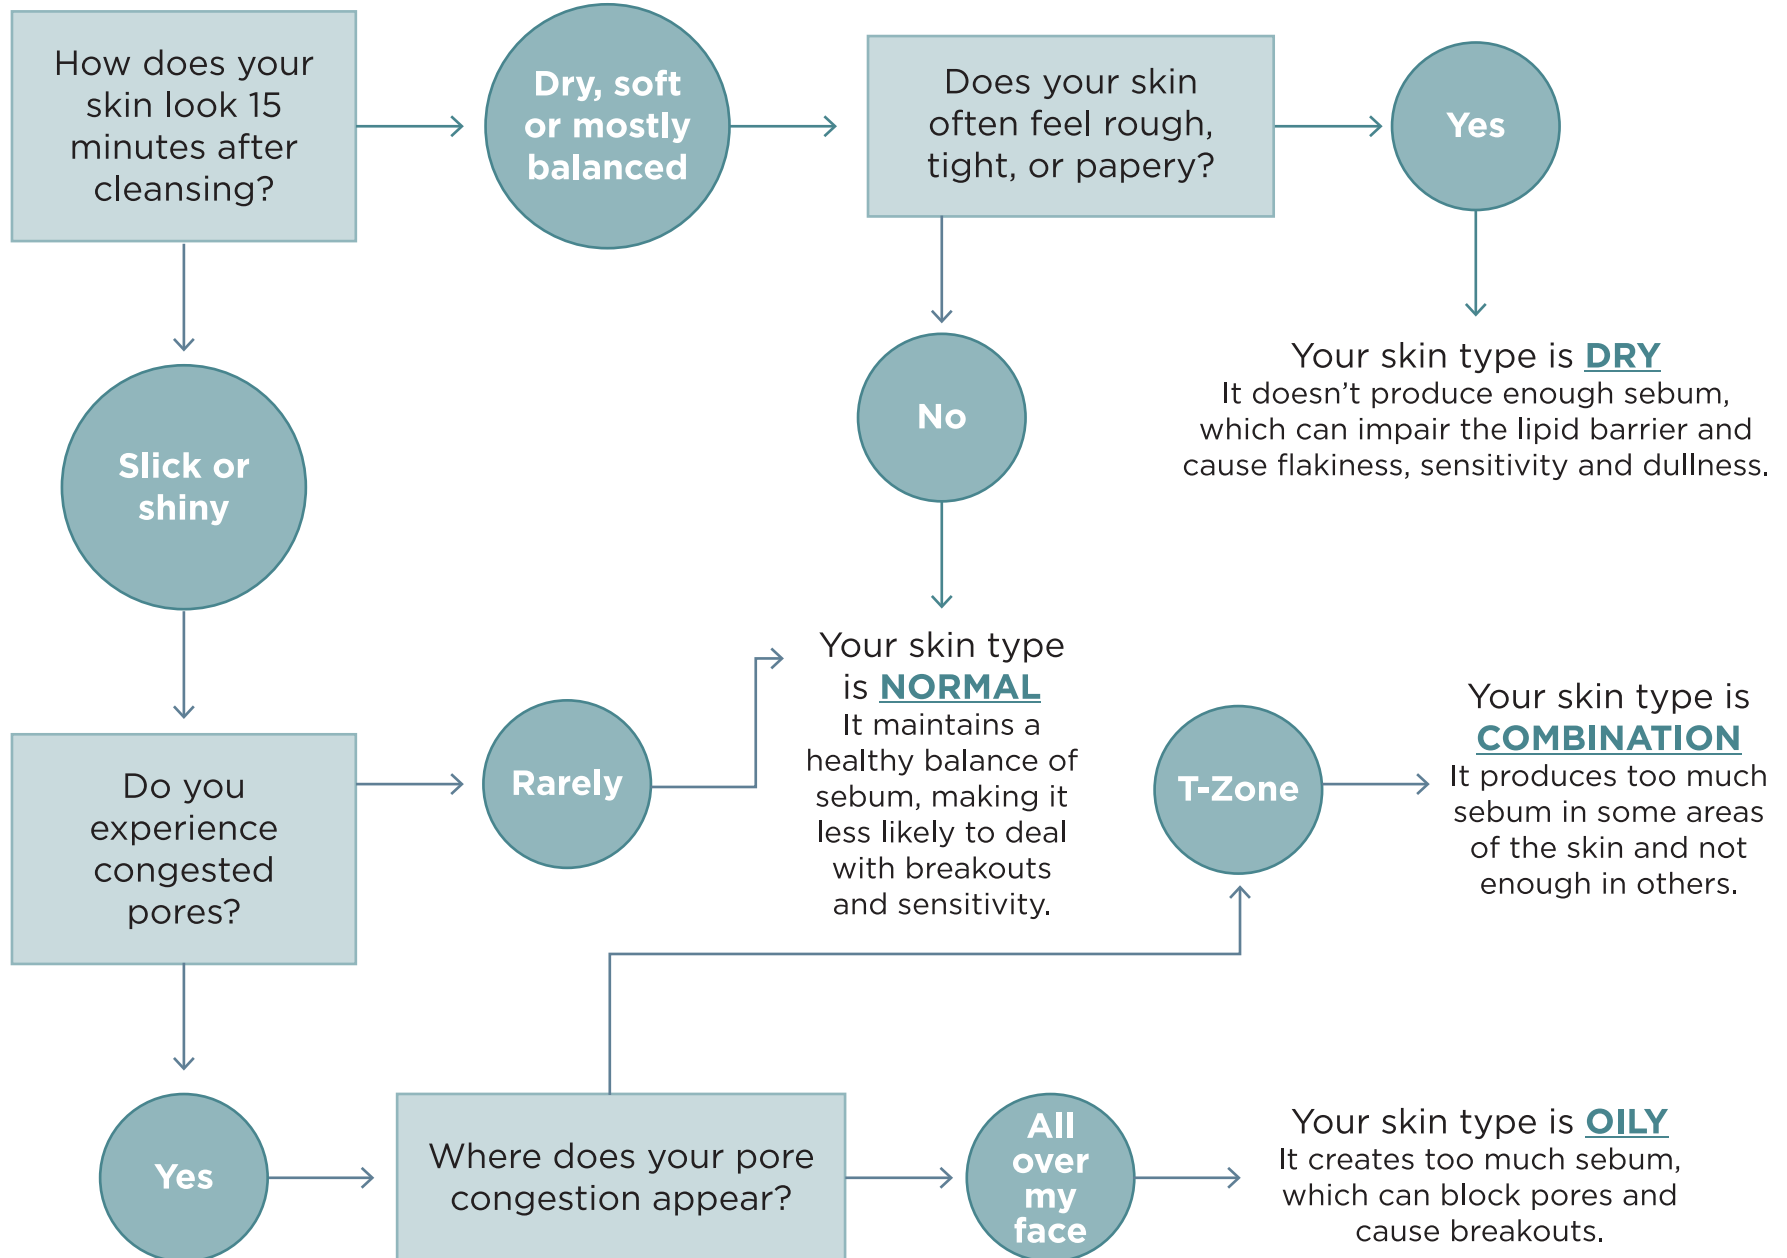 How does your
skin look 15
minutes after
cleansing?
Dry, soft
or mostly
balanced
Does your skin
often feel rough,
tight, or papery?
Yes
Your skin type is DRY
It doesn’t produce enough sebum,
which can impair the lipid barrier and
cause flakiness, sensitivity and dullness.
No
Slick or
shiny
Your skin type
is NORMAL
It maintains a
healthy balance of
sebum, making it
less likely to deal
with breakouts
and sensitivity.
Do you
experience
congested
pores?
Rarely
T-Zone
Your skin type is
COMBINATION
It produces too much
sebum in some areas
of the skin and not
enough in others.
Yes
Where does your pore
congestion appear?
All
over
my
face
Your skin type is OILY
It creates too much sebum,
which can block pores and
cause breakouts.